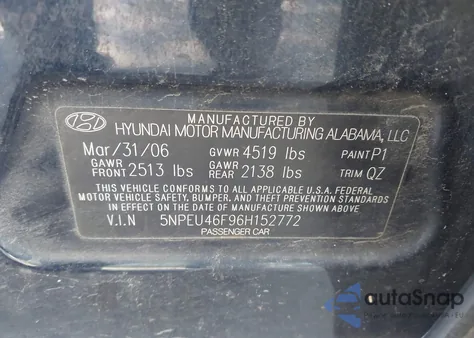 MANUFACTURED BY
HYUNDAI MOTOR MANUFACTURING ALABAMA, LLC
Mar/31/06 GVWR 4519 lbs PAINT P1
GAWR FRONT 2513 lbs GAWR REAR 2138 lbs TRIM QZ
THIS VEHICLE CONFORMS TO ALL APPLICABLE U.S.A. FEDERAL
MOTOR VEHICLE SAFETY, BUMPER, AND THEFT PREVENTION STANDARDS
IN EFFECT ON THE DATE OF MANUFACTURE SHOWN ABOVE.
V.I.N 5NPEU46F96H152772
PASSENGER CAR
autoSnap